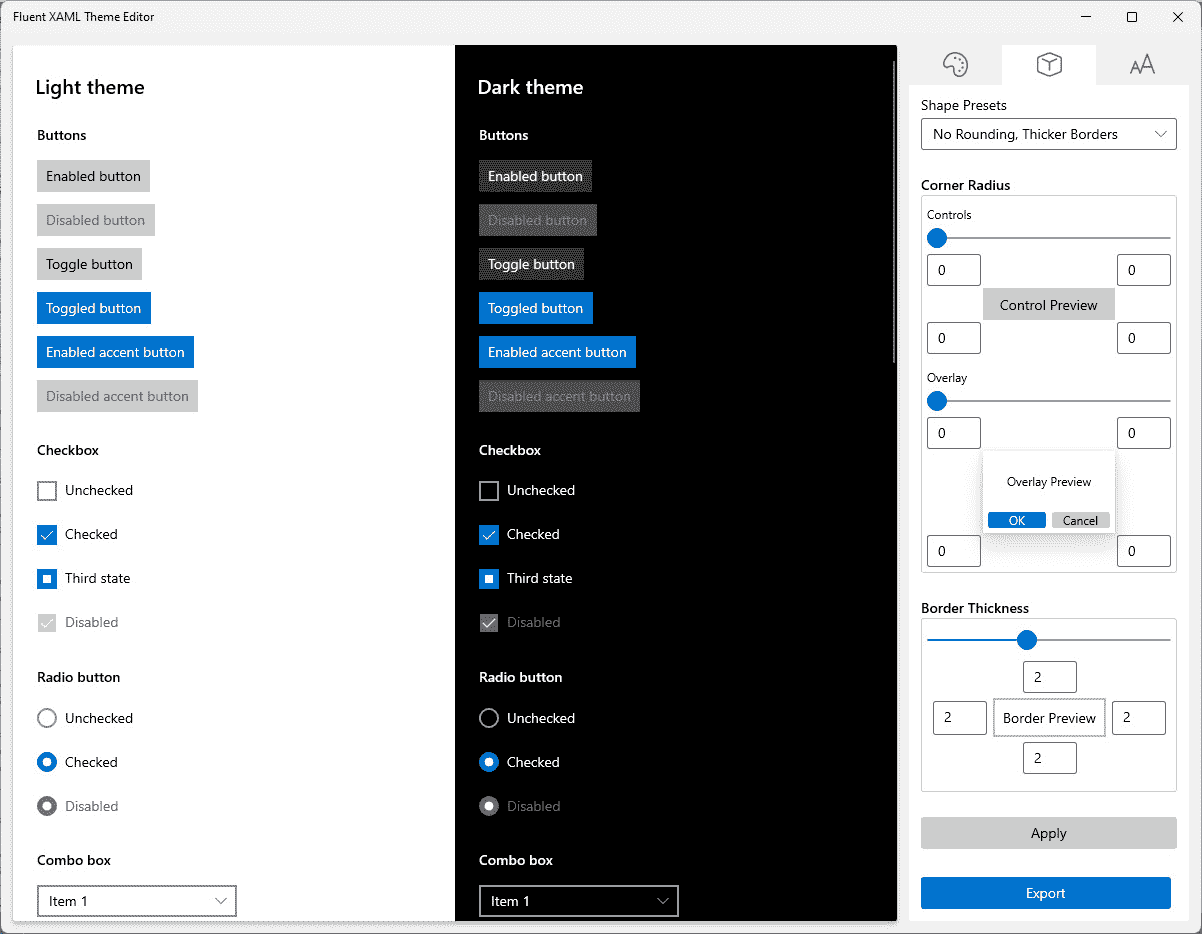 Fluent XAML Theme Editor
Light theme
Buttons
Enabled button
Disabled button
Toggle button
Toggled button
Enabled accent button
Disabled accent button
Checkbox
Unchecked
Checked
Third state
Disabled
Radio button
Unchecked
Checked
Disabled
Combo box
Item 1
Dark theme
Buttons
Enabled button
Disabled button
Toggle button
Toggled button
Enabled accent button
Disabled accent button
Checkbox
Unchecked
Checked
Third state
Disabled
Radio button
Unchecked
Checked
Disabled
Combo box
Item 1
AA
Shape Presets
No Rounding, Thicker Borders
Corner Radius
Controls
0 0
Control Preview
0 0
Overlay
0 0
Overlay Preview
OK Cancel
0 0
Border Thickness
2
2 Border Preview 2
2
Apply
Export